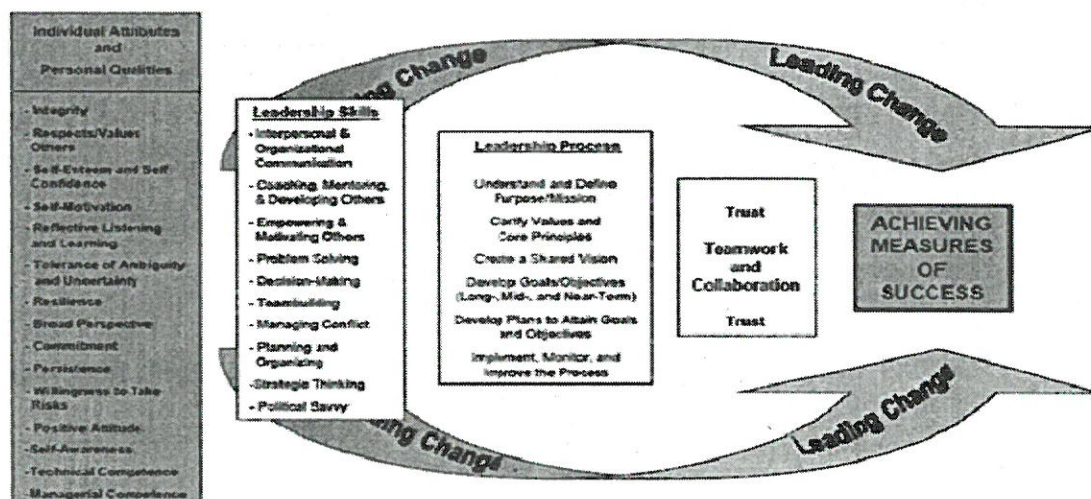 Individual Attributes
and
Personal Qualities
- Integrity
- Respects/Values
Others
- Self-Esteem and Self
Confidence
- Self-Motivation
- Reflective Listening
and Learning
- Tolerance of Ambiguity
and Uncertainty
- Resilience
- Broad Perspective
- Commitment
- Persistence
- Willingness to Take
Risks
- Positive Attitude
- Self-Awareness
- Technical Competence
- Managerial Competence
Leading Change
Leadership Skills
- Interpersonal &
Organizational
Communication
- Coaching, Mentoring,
& Developing Others
- Empowering &
Motivating Others
- Problem Solving
- Decision-Making
- Teambuilding
- Managing Conflict
- Planning and
Organizing
-Strategic Thinking
- Political Savvy
Change
Leadership Process
Understand and Define
Purpose/Mission
Clarify Values and
Core Principles
Create a Shared Vision
Develop Goals/Objectives
(Long-, Mid-, and Near-Term)
Develop Plans to Attain Goals
and Objectives
Implement, Monitor, and
Improve the Process
Leading Change
Trust
Teamwork
and
Collaboration
Trust
Leading Change
ACHIEVING
MEASURES
OF
SUCCESS